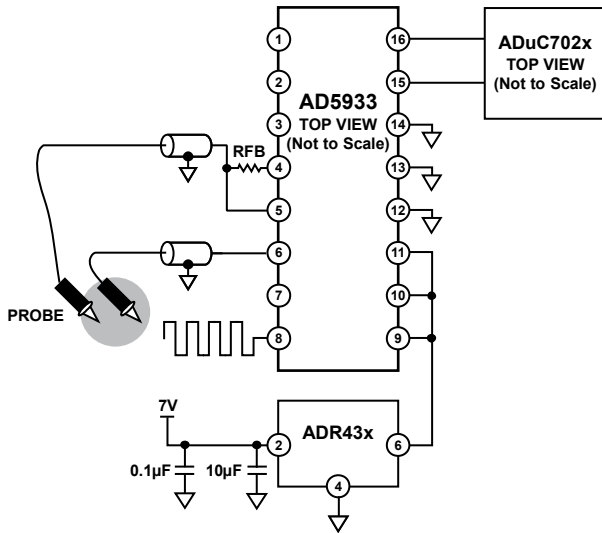 1
16
ADuC702x
TOP VIEW
(Not to Scale)
2
15
AD5933
TOP VIEW
(Not to Scale)
3
14
RFB
4
13
5
12
6
11
7
10
PROBE
8
9
7V
ADR43x
2
6
0.1µF
10µF
4